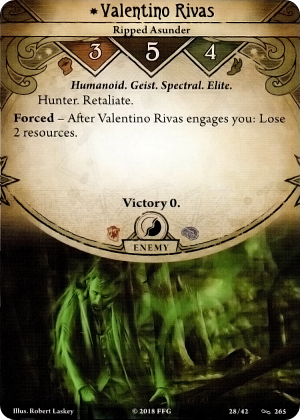 * Valentino Rivas
Ripped Asunder
3 5 4
Humanoid. Geist. Spectral. Elite.
Hunter. Retaliate.
Forced – After Valentino Rivas engages you: Lose
2 resources.
Victory 0.
ENEMY
Illus. Robert Laskey © 2018 FFG 28/42 265